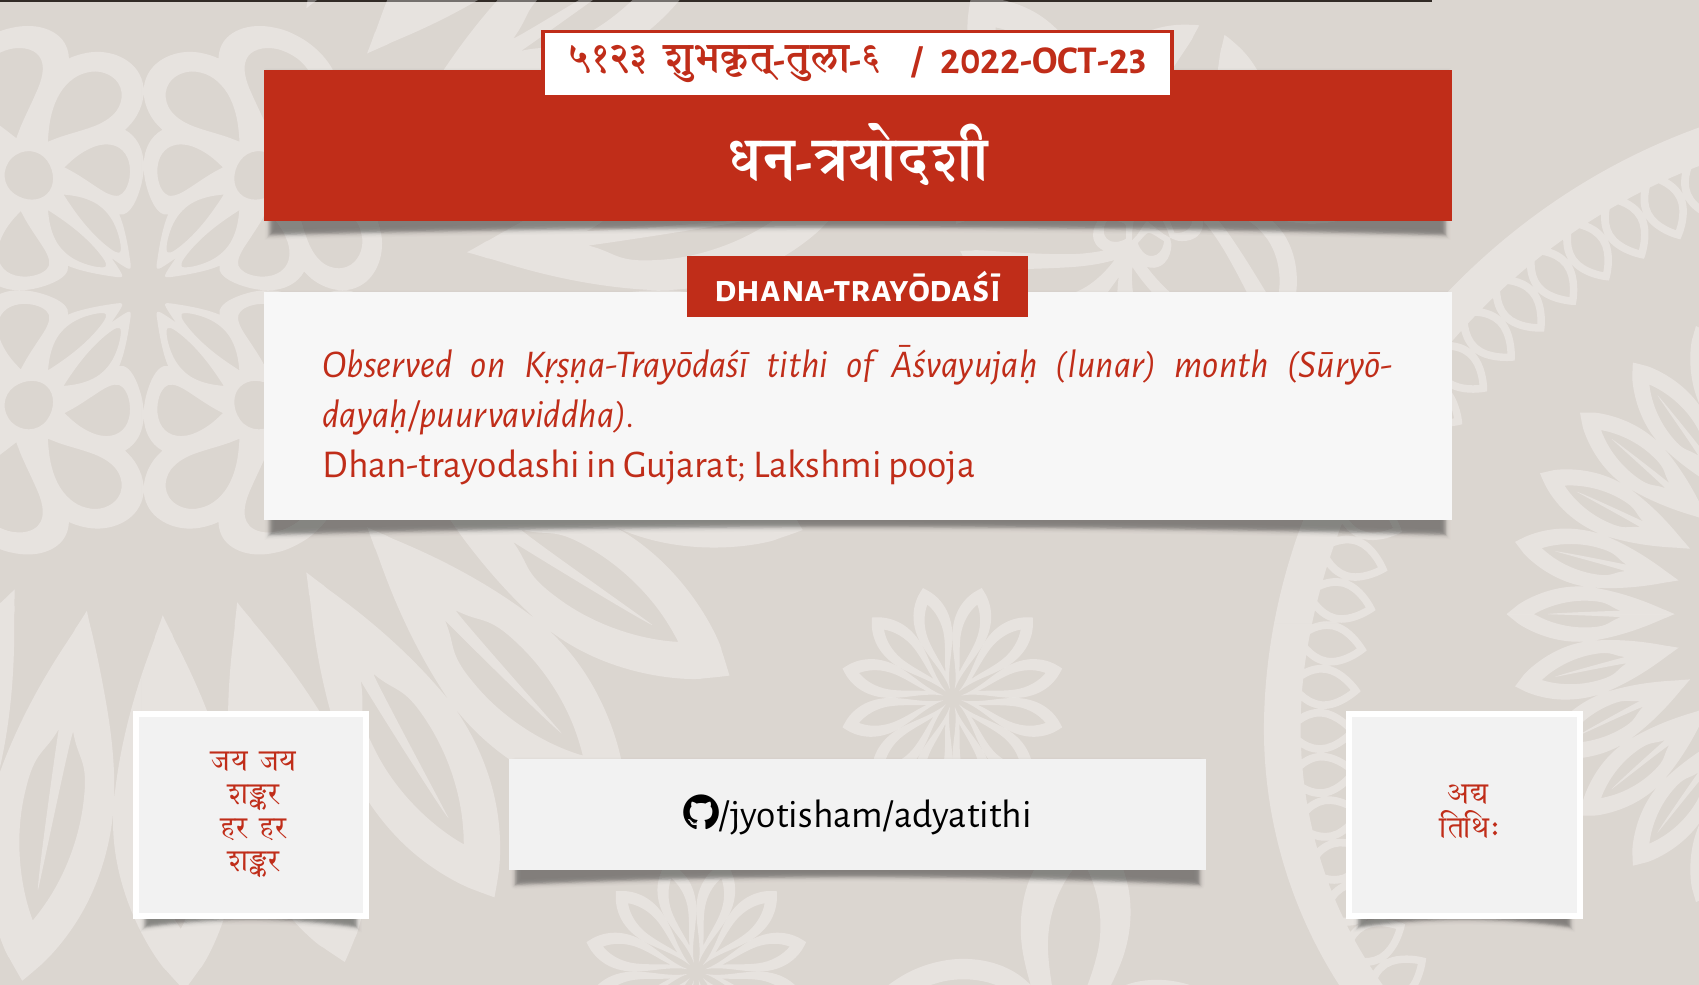 ५१२३ शुभकृत्-तुला-६ / 2022-OCT-23
धन-त्रयोदशी
DHANA-TRAYŌDAŚĪ
Observed on Kṛṣṇa-Trayōdaśī tithi of Āśvayujaḥ (lunar) month (Sūryō-
dayaḥ/puurvaviddha).
Dhan-trayodashi in Gujarat; Lakshmi pooja
जय जय
शङ्कर
हर हर
शङ्कर
/jyotisham/adyatithi
अद्य
तिथिः